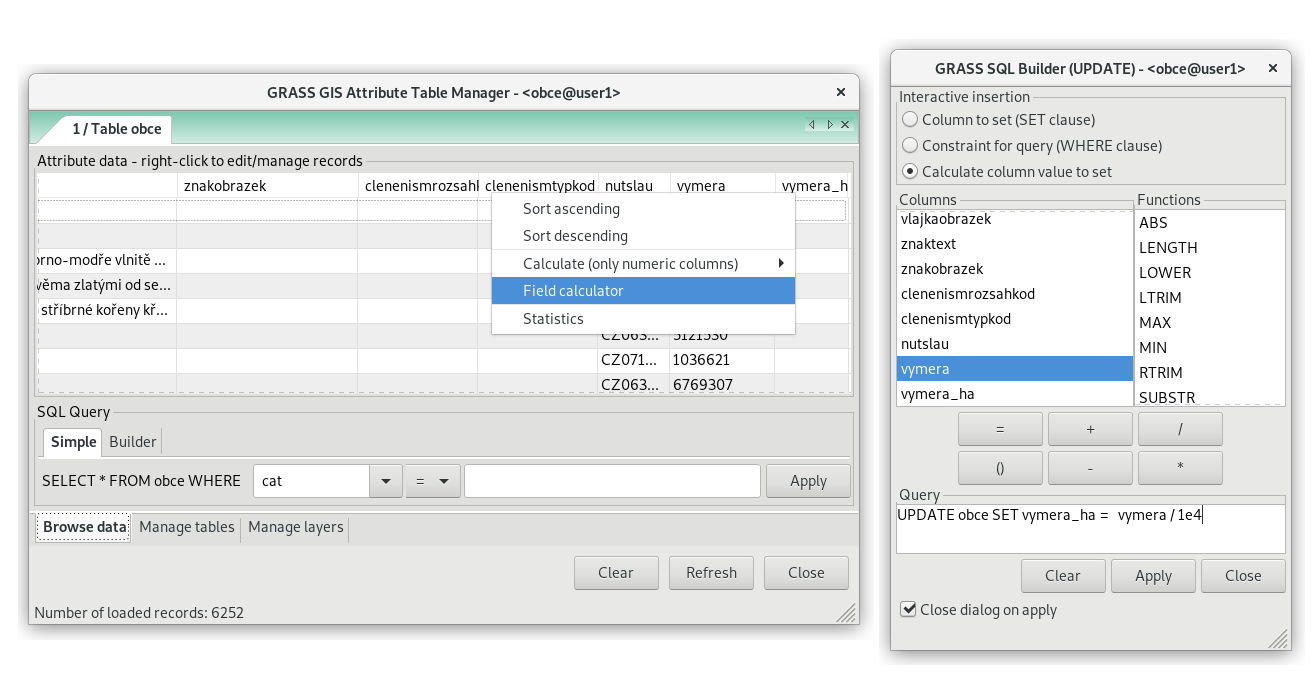 GRASS GIS Attribute Table Manager - <obce@user1>
1 / Table obce
Attribute data - right-click to edit/manage records
znakobrazek clenenismrozsahl clenenismtypkod nutslau vymera vymera_h
Sort ascending
Sort descending
Calculate (only numeric columns)
Field calculator
Statistics
orno-modře vlnitě ...
věma zlatými od se...
stříbrné kořeny kř...
CZ063... 5121530
CZ071... 1036621
CZ063... 6769307
SQL Query
Simple Builder
SELECT * FROM obce WHERE cat = Apply
Browse data Manage tables Manage layers
Clear Refresh Close
Number of loaded records: 6252
GRASS SQL Builder (UPDATE) - <obce@user1>
Interactive insertion
Column to set (SET clause)
Constraint for query (WHERE clause)
Calculate column value to set
Columns
vlajkaobrazek
znaktext
znakobrazek
clenenismrozsahkod
clenenismtypkod
nutslau
vymera
vymera_ha
Functions
ABS
LENGTH
LOWER
LTRIM
MAX
MIN
RTRIM
SUBSTR
= + /
() - *
Query
UPDATE obce SET vymera_ha = vymera / 1e4
Clear Apply Close
Close dialog on apply